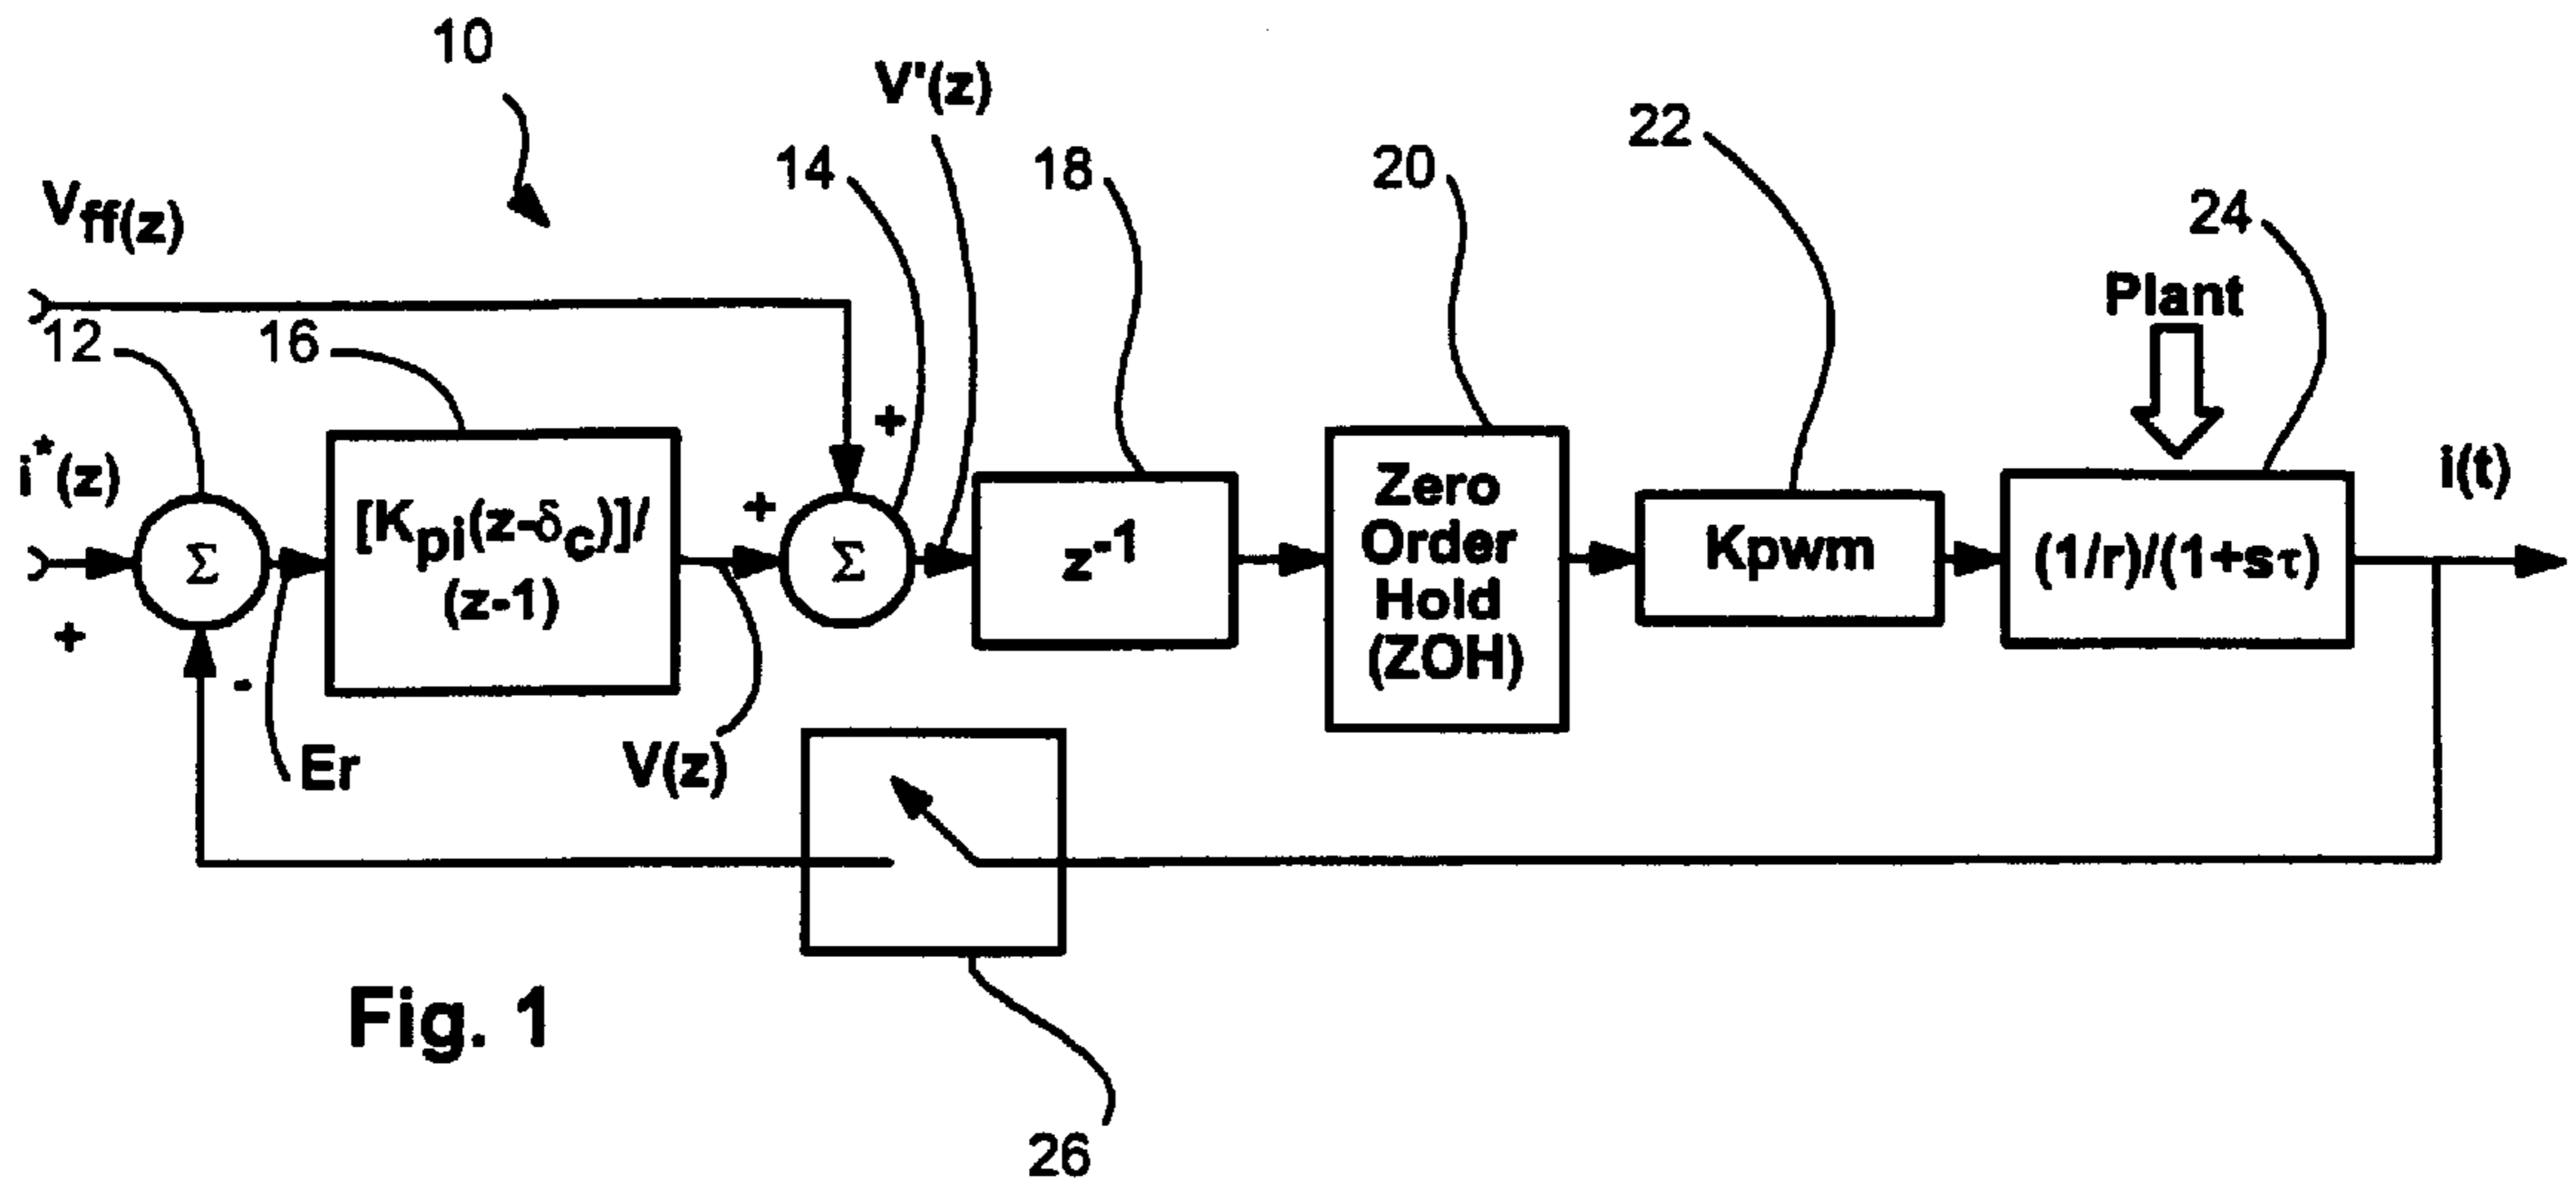 10
V'(z)
14
18
20
22
24
Vff(z)
Plant
12
16
i*(z)
+
Σ
[Kpi(z-δc)]/
(z-1)
+
+
Σ
z-1
Zero
Order
Hold
(ZOH)
Kpwm
(1/r)/(1+sτ)
i(t)
-
Er
V(z)
Fig. 1
26